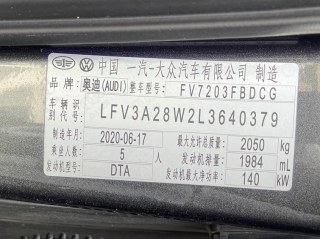 中国 一汽-大众汽车有限公司 制造
品牌：奥迪(AUDI) 整车型号：FV7203FBDCG
车辆识别代号：LFV3A28W2L3640379
制造年月：2020-06-17 最大允许总质量：2050 kg
乘坐人数：5 发动机排量：1984 mL
发动机型号：DTA 发动机最大净功率：140 kW